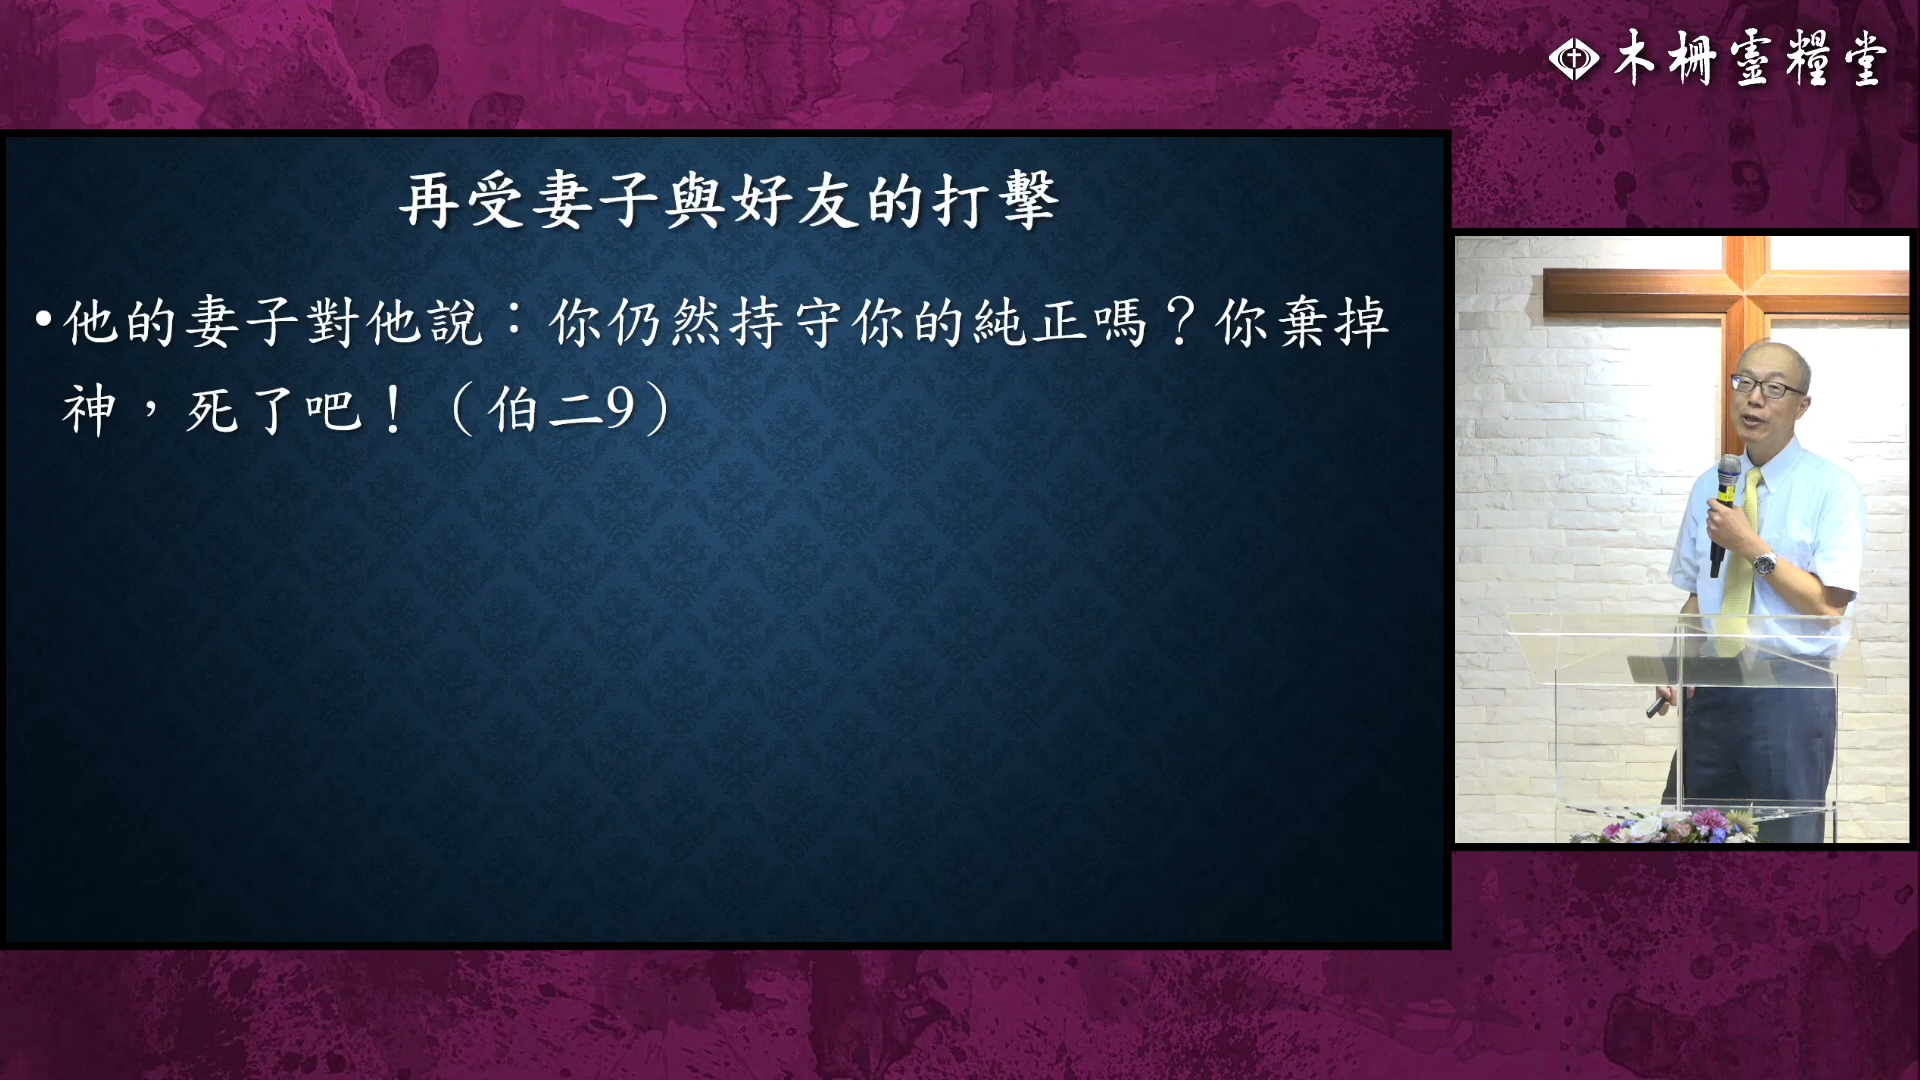 木柵靈糧堂
再受妻子與好友的打擊
•他的妻子對他說：你仍然持守你的純正嗎？你棄掉
神，死了吧！（伯二9）